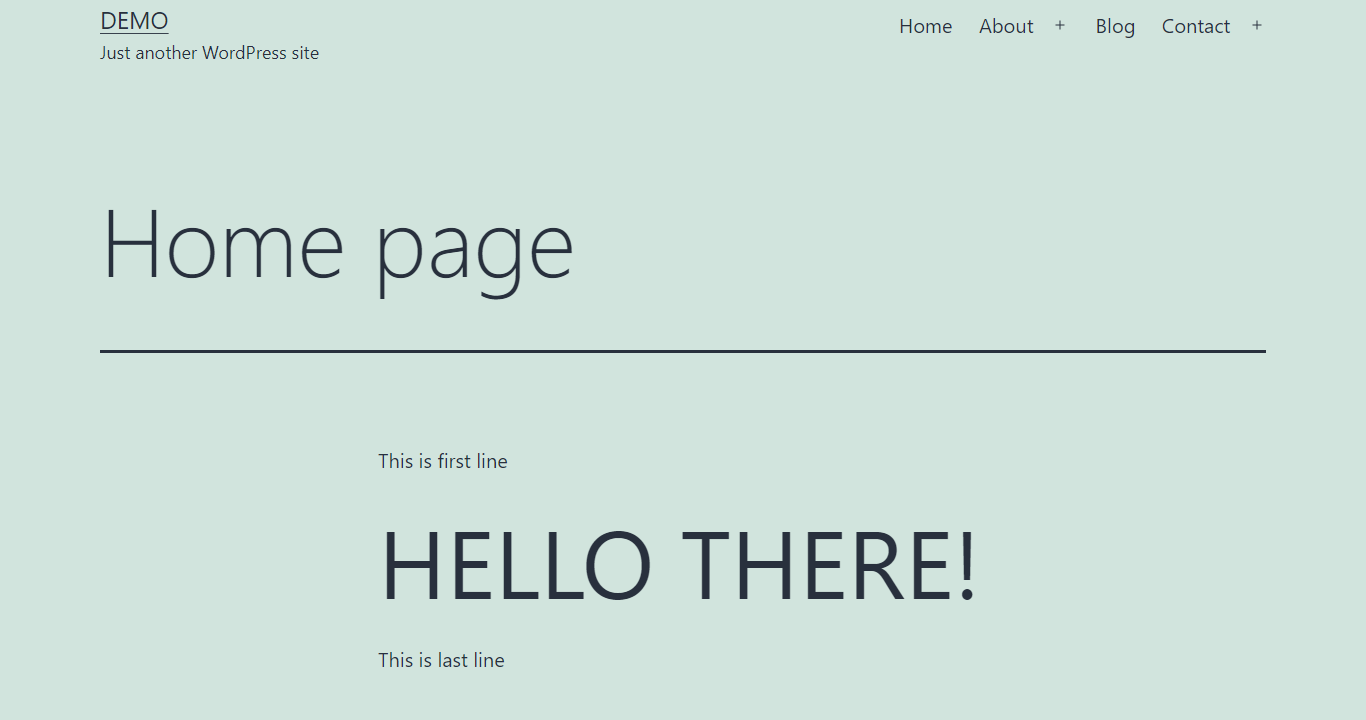 DEMO
Just another WordPress site
Home About + Blog Contact +
Home page
This is first line
HELLO THERE!
This is last line